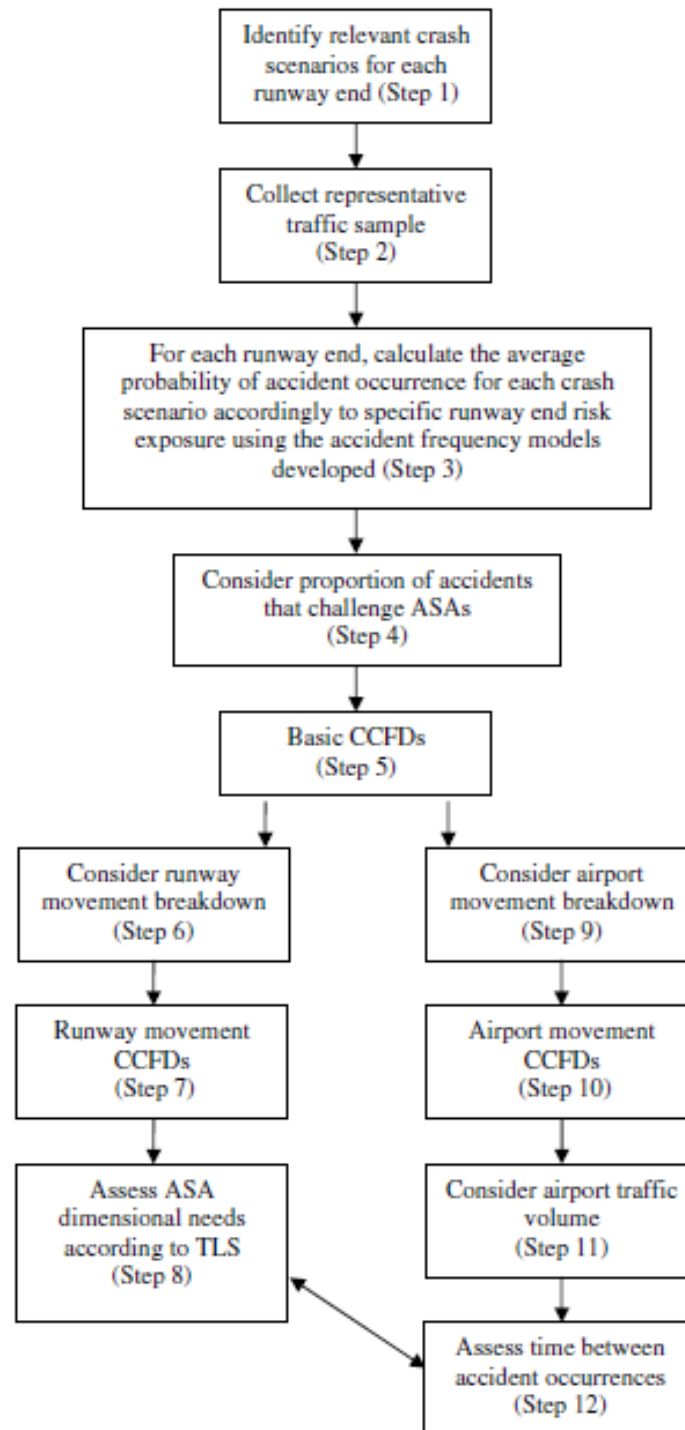 Identify relevant crash
scenarios for each
runway end (Step 1)
Collect representative
traffic sample
(Step 2)
For each runway end, calculate the average
probability of accident occurrence for each crash
scenario accordingly to specific runway end risk
exposure using the accident frequency models
developed (Step 3)
Consider proportion of accidents
that challenge ASAs
(Step 4)
Basic CCFDs
(Step 5)
Consider runway
movement breakdown
(Step 6)
Runway movement
CCFDs
(Step 7)
Assess ASA
dimensional needs
according to TLS
(Step 8)
Consider airport
movement breakdown
(Step 9)
Airport movement
CCFDs
(Step 10)
Consider airport traffic
volume
(Step 11)
Assess time between
accident occurrences
(Step 12)